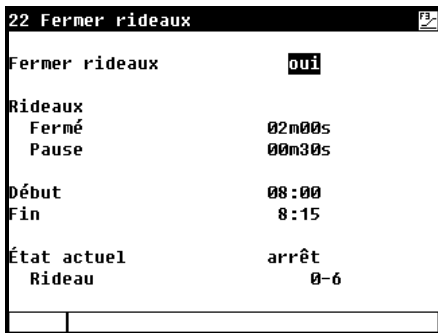 22 Fermer rideaux F3
Fermer rideaux oui
Rideaux
Fermé 02m00s
Pause 00m30s
Début 08:00
Fin 8:15
État actuel arrêt
Rideau 0-6